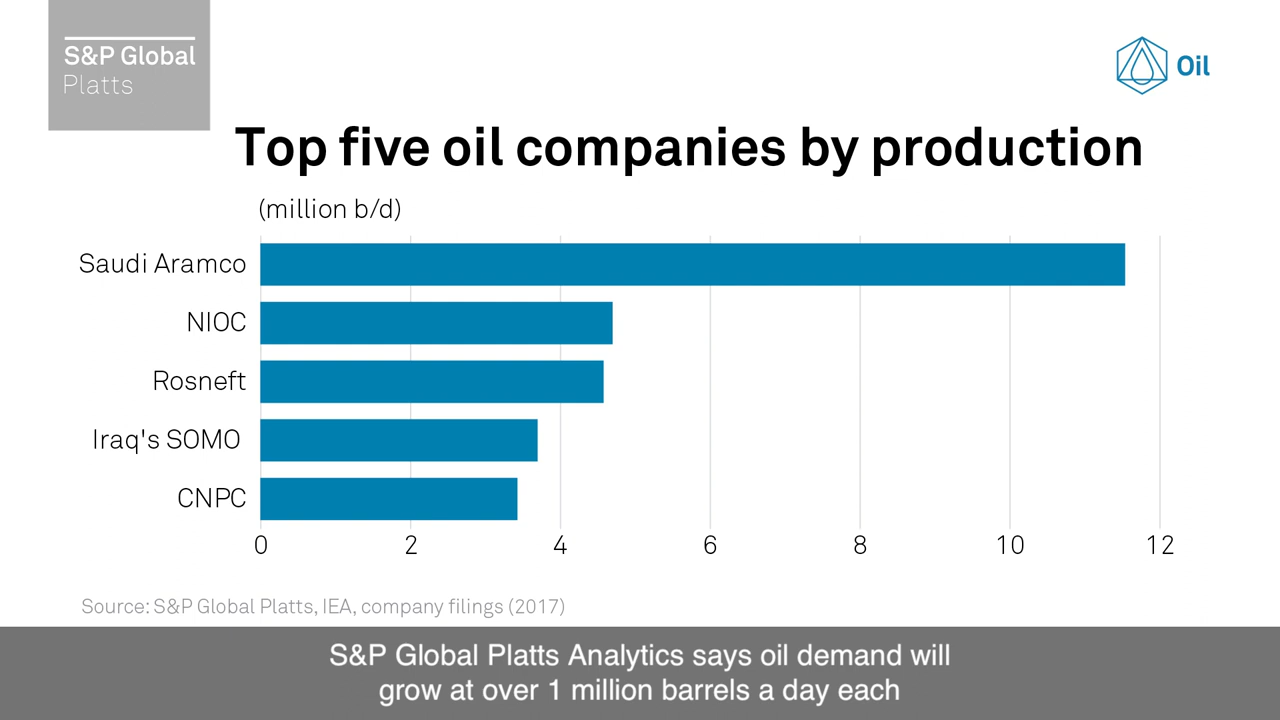 S&P Global
Platts
Oil
Top five oil companies by production
(million b/d)
Saudi Aramco
NIOC
Rosneft
Iraq's SOMO
CNPC
0 2 4 6 8 10 12
Source: S&P Global Platts, IEA, company filings (2017)
S&P Global Platts Analytics says oil demand will
grow at over 1 million barrels a day each